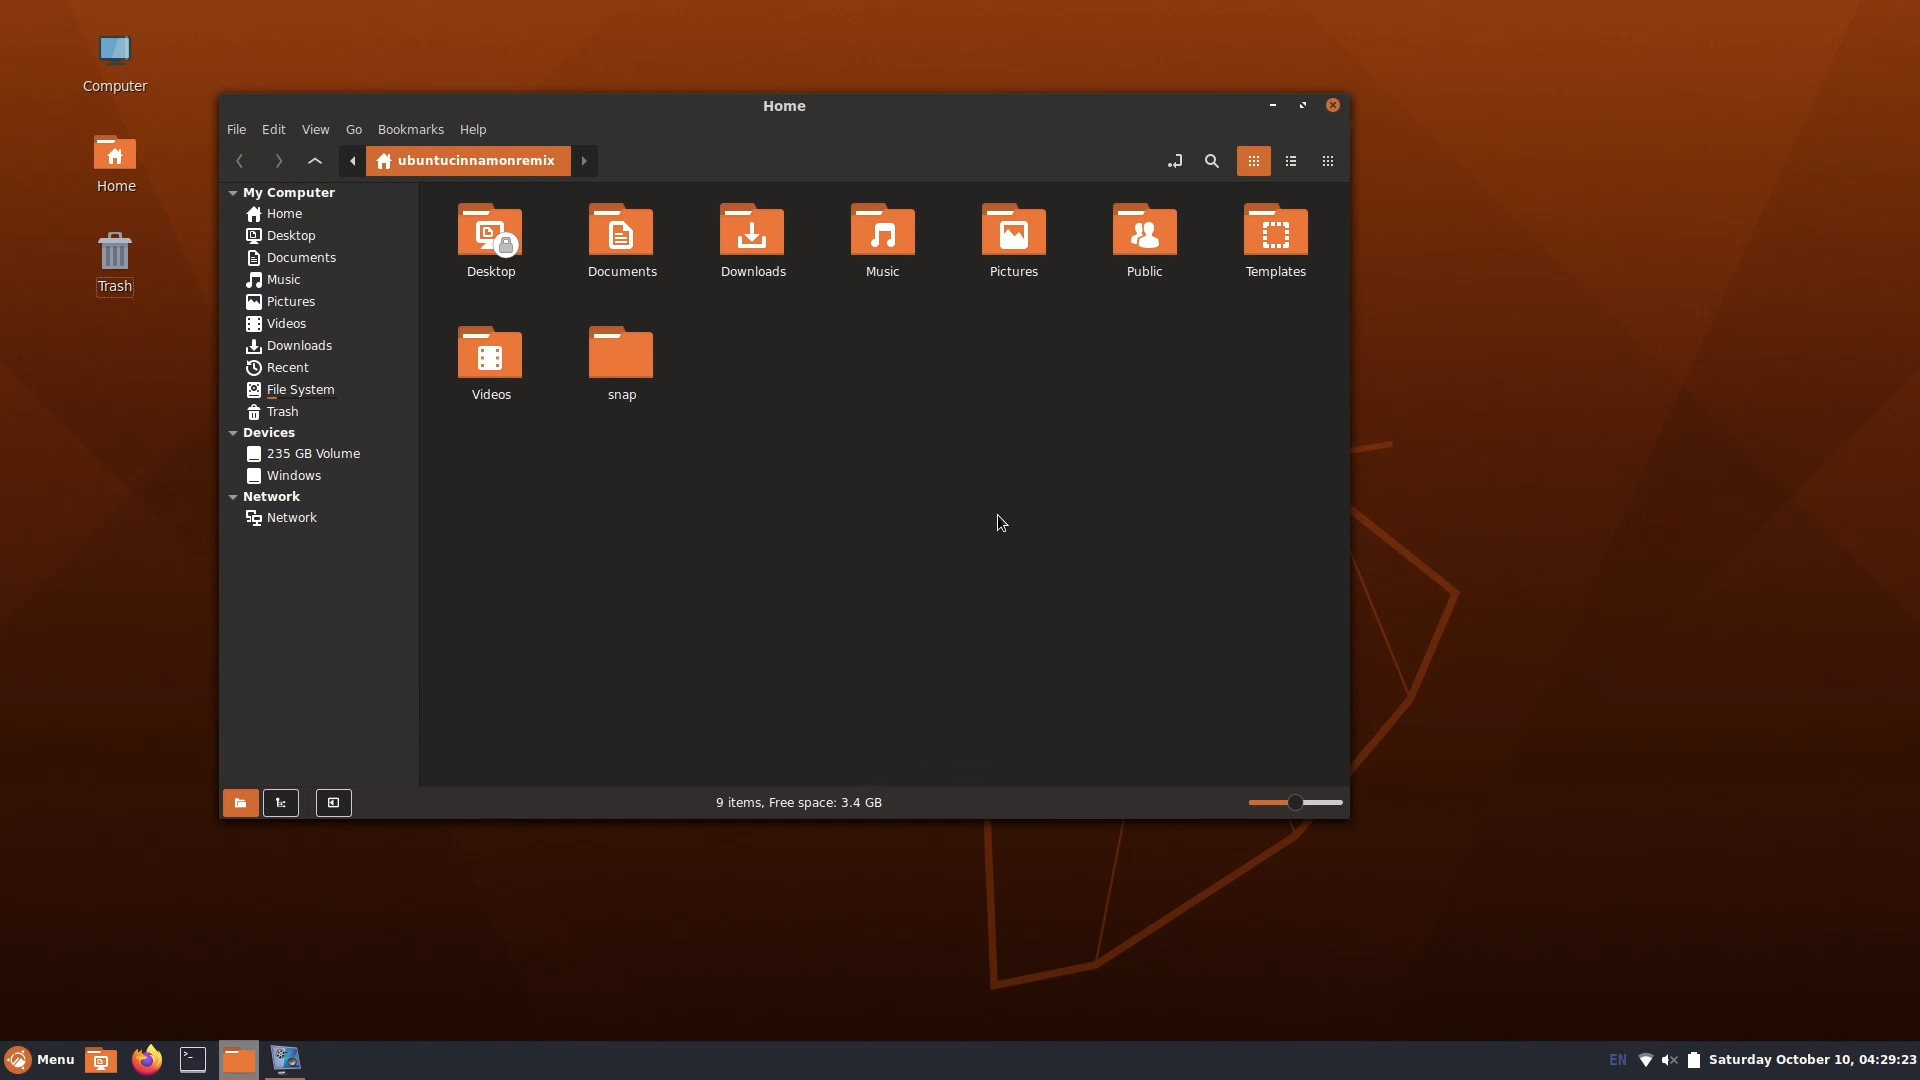 Computer
Home
Trash
Home
File Edit View Go Bookmarks Help
ubuntucinnamonremix
My Computer
Home
Desktop
Documents
Music
Pictures
Videos
Downloads
Recent
File System
Trash
Devices
235 GB Volume
Windows
Network
Network
Desktop Documents Downloads Music Pictures Public Templates
Videos snap
9 items, Free space: 3.4 GB
Menu
EN
Saturday October 10, 04:29:23